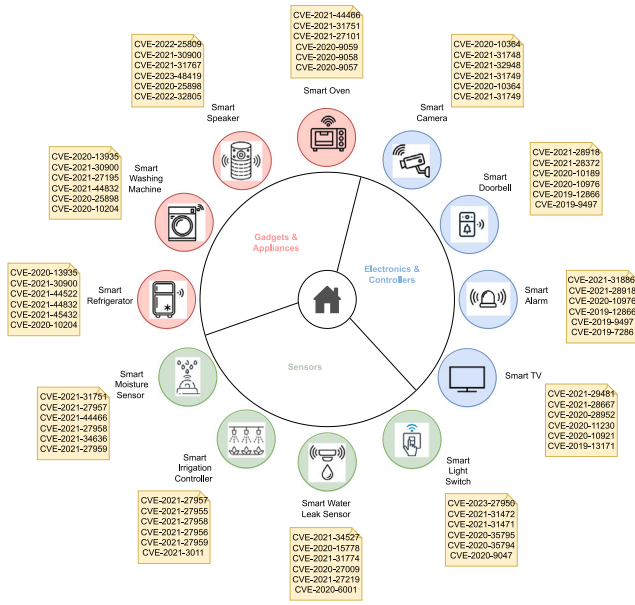 CVE-2021-44466
CVE-2021-31751
CVE-2021-27101
CVE-2020-9059
CVE-2020-9058
CVE-2020-9057
Smart Oven
CVE-2022-25809
CVE-2021-30900
CVE-2021-31767
CVE-2023-48419
CVE-2020-25898
CVE-2022-32805
Smart
Speaker
CVE-2020-10364
CVE-2021-31748
CVE-2021-32948
CVE-2021-31749
CVE-2020-10364
CVE-2021-31749
Smart
Camera
CVE-2020-13935
CVE-2021-30900
CVE-2021-27195
CVE-2021-44832
CVE-2020-25898
CVE-2020-10204
Smart
Washing
Machine
CVE-2021-28918
CVE-2021-28372
CVE-2020-10189
CVE-2020-10976
CVE-2019-12866
CVE-2019-9497
Smart
Doorbell
Gadgets &
Appliances
Electronics &
Controllers
Sensors
CVE-2020-13935
CVE-2021-30900
CVE-2021-44522
CVE-2021-44832
CVE-2021-45432
CVE-2020-10204
Smart
Refrigerator
CVE-2021-31886
CVE-2021-28918
CVE-2020-10976
CVE-2019-12866
CVE-2019-9497
CVE-2019-7286
Smart
Alarm
Smart
Moisture
Sensor
CVE-2021-31751
CVE-2021-27957
CVE-2021-44466
CVE-2021-27958
CVE-2021-34636
CVE-2021-27959
Smart TV
CVE-2021-29481
CVE-2021-28667
CVE-2020-28952
CVE-2020-11230
CVE-2020-10921
CVE-2019-13171
Smart
Irrigation
Controller
CVE-2021-27957
CVE-2021-27955
CVE-2021-27958
CVE-2021-27956
CVE-2021-27959
CVE-2021-3011
Smart Water
Leak Sensor
CVE-2021-34527
CVE-2020-15778
CVE-2021-31774
CVE-2020-27009
CVE-2021-27219
CVE-2020-6001
Smart
Light
Switch
CVE-2023-27950
CVE-2021-31472
CVE-2021-31471
CVE-2020-35795
CVE-2020-35794
CVE-2020-9047